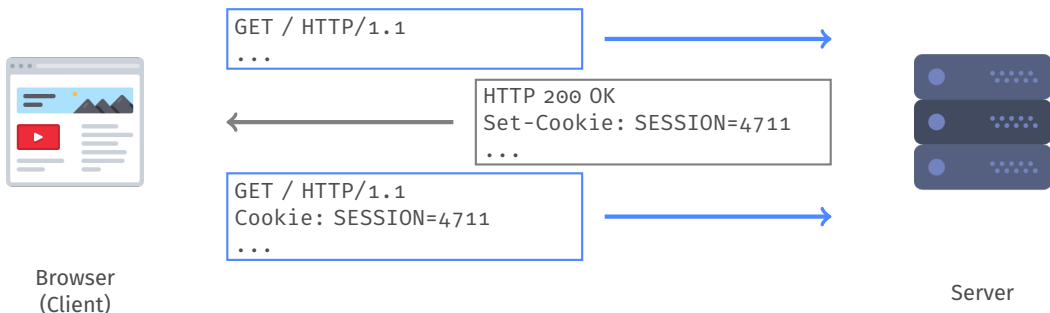 GET / HTTP/1.1
...
HTTP 200 OK
Set-Cookie: SESSION=4711
...
GET / HTTP/1.1
Cookie: SESSION=4711
...
Browser
(Client)
Server